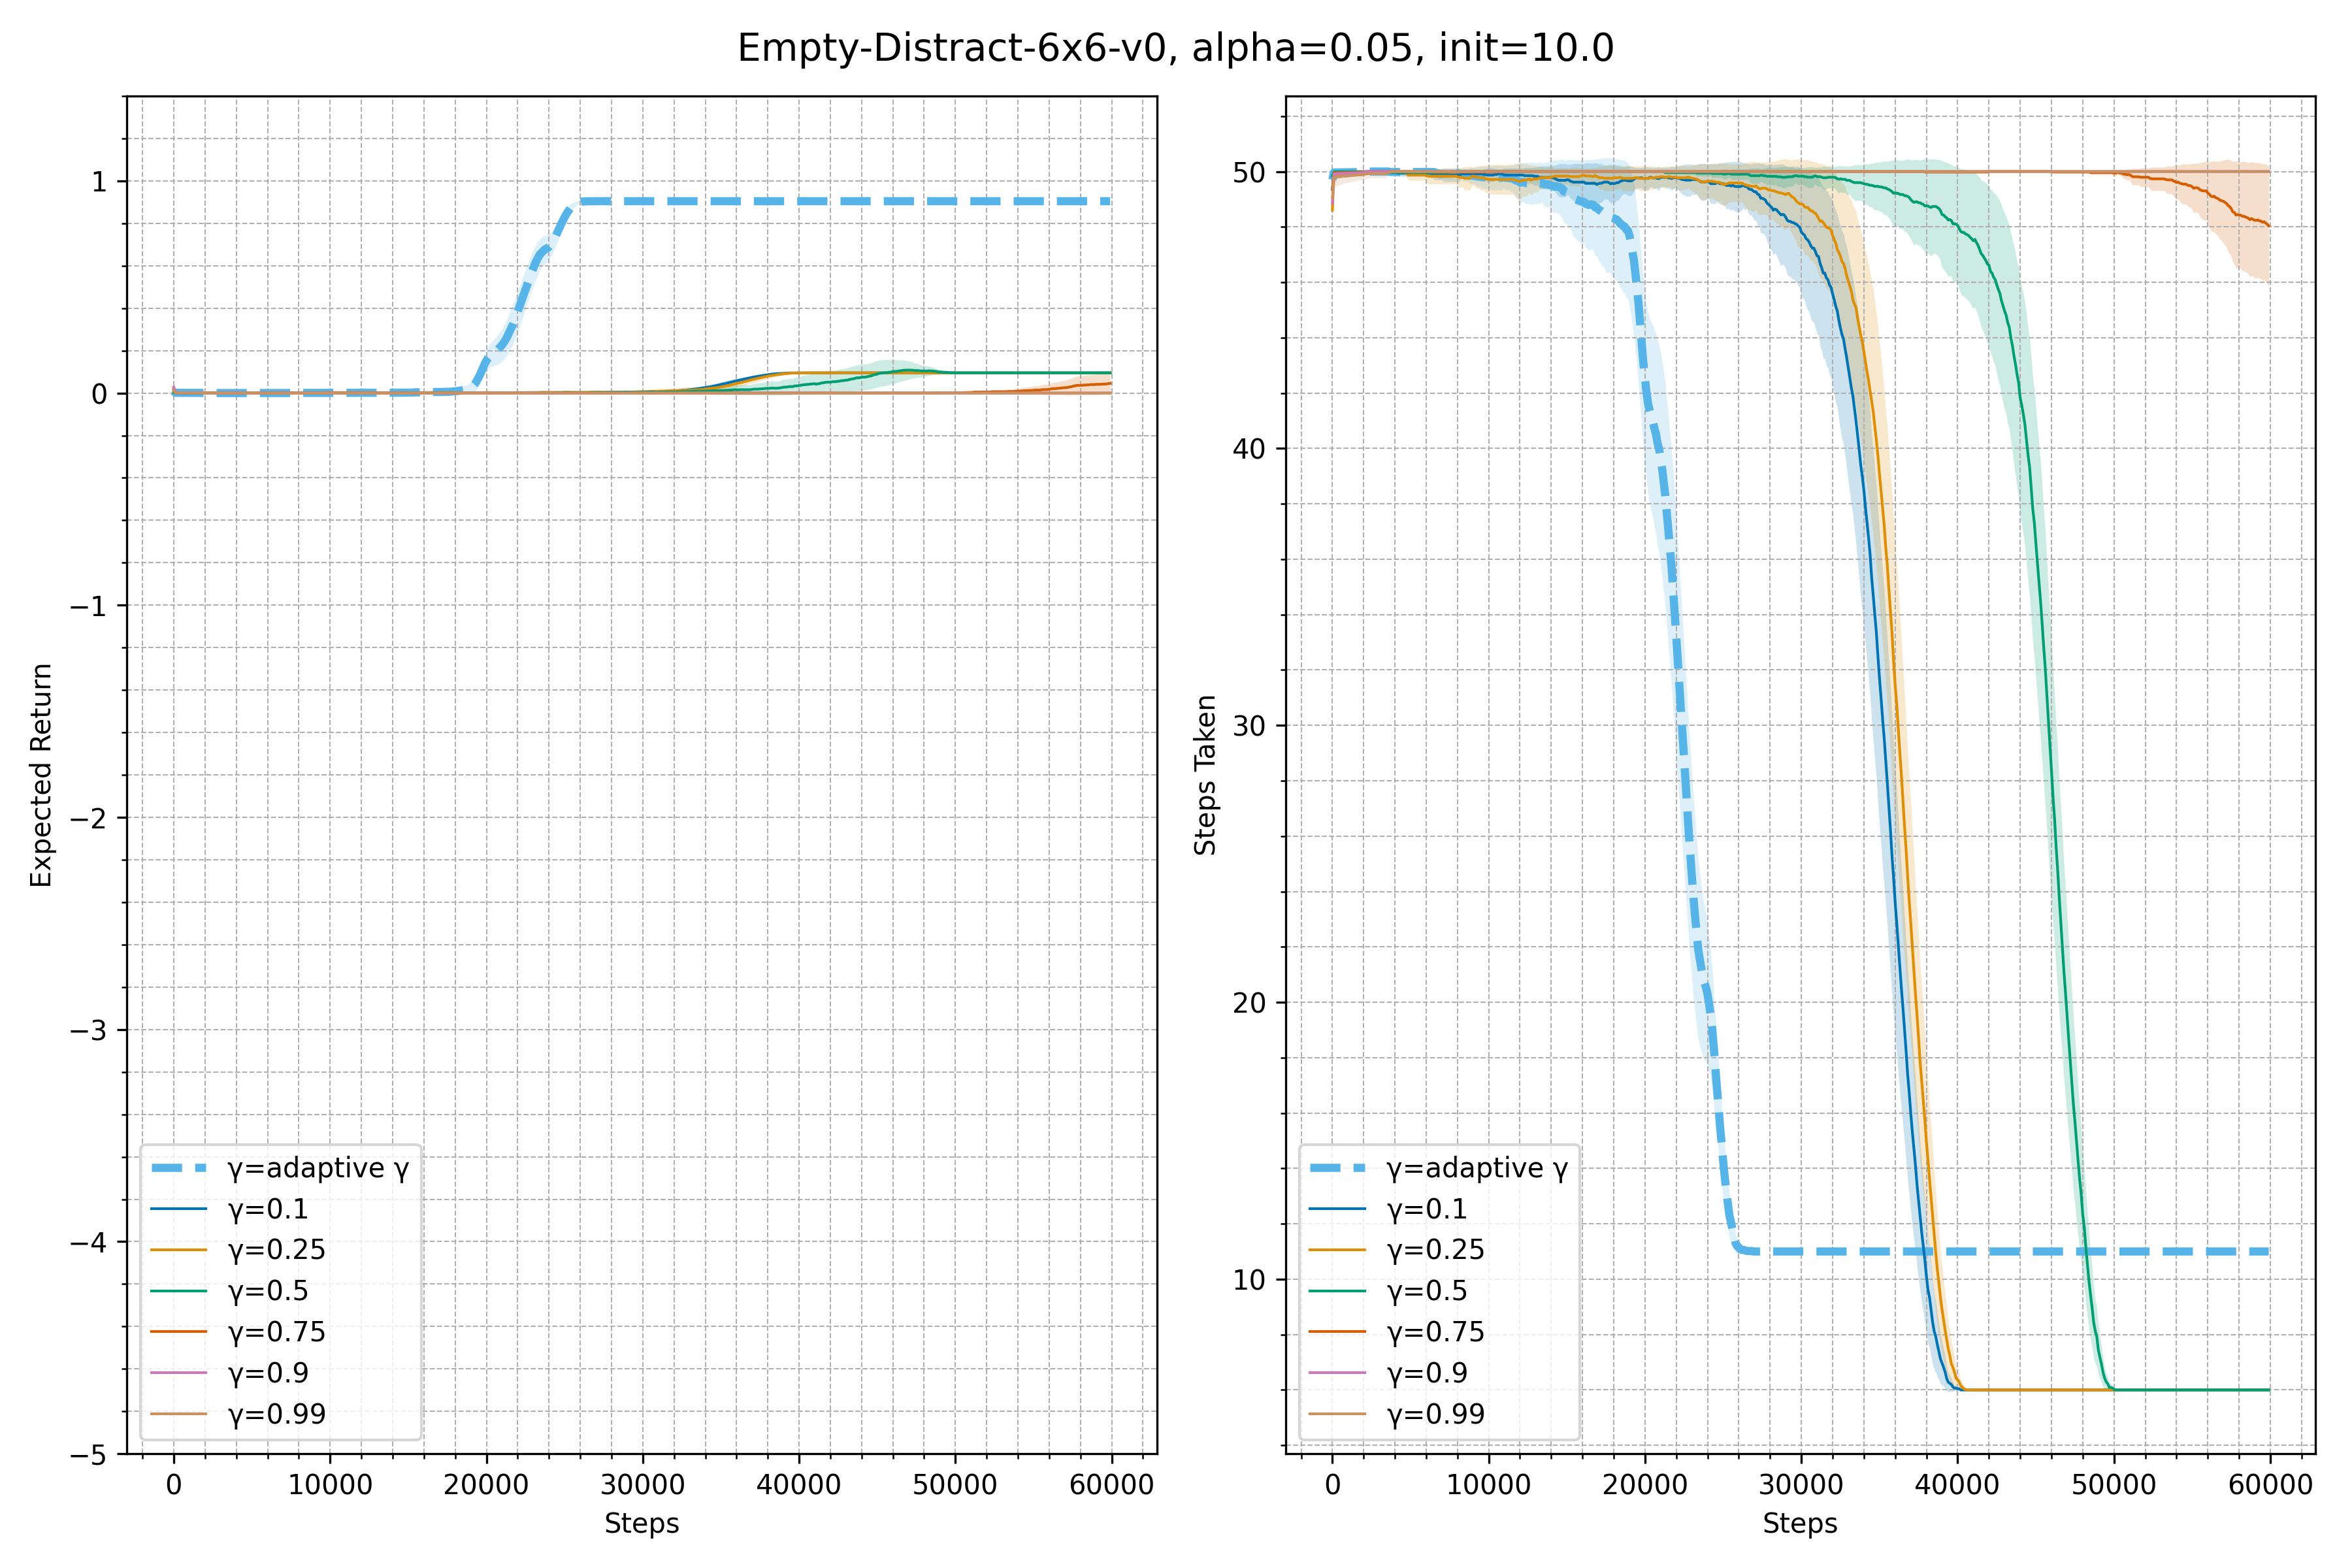 Empty-Distract-6x6-v0, alpha=0.05, init=10.0
Expected Return
1
0
−1
−2
−3
−4
−5
γ=adaptive γ
γ=0.1
γ=0.25
γ=0.5
γ=0.75
γ=0.9
γ=0.99
0 10000 20000 30000 40000 50000 60000
Steps
Steps Taken
50
40
30
20
10
γ=adaptive γ
γ=0.1
γ=0.25
γ=0.5
γ=0.75
γ=0.9
γ=0.99
0 10000 20000 30000 40000 50000 60000
Steps